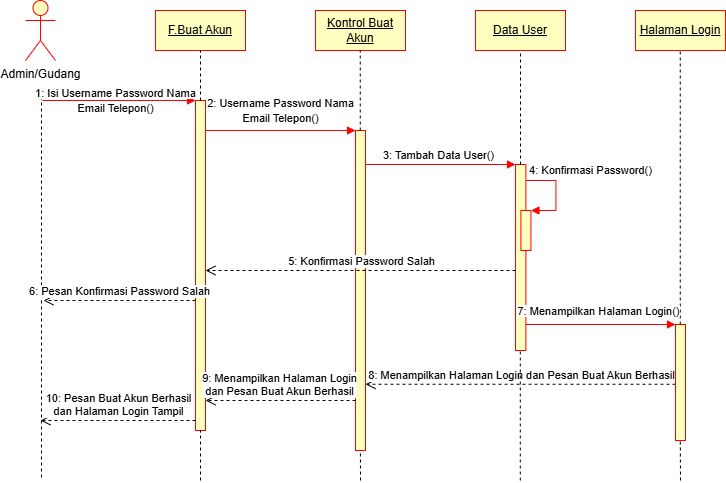 Admin/Gudang
F.Buat Akun
Kontrol Buat
Akun
Data User
Halaman Login
1: Isi Username Password Nama
Email Telepon()
2: Username Password Nama
Email Telepon()
3: Tambah Data User()
4: Konfirmasi Password()
5: Konfirmasi Password Salah
6: Pesan Konfirmasi Password Salah
7: Menampilkan Halaman Login()
8: Menampilkan Halaman Login dan Pesan Buat Akun Berhasil
9: Menampilkan Halaman Login
dan Pesan Buat Akun Berhasil
10: Pesan Buat Akun Berhasil
dan Halaman Login Tampil